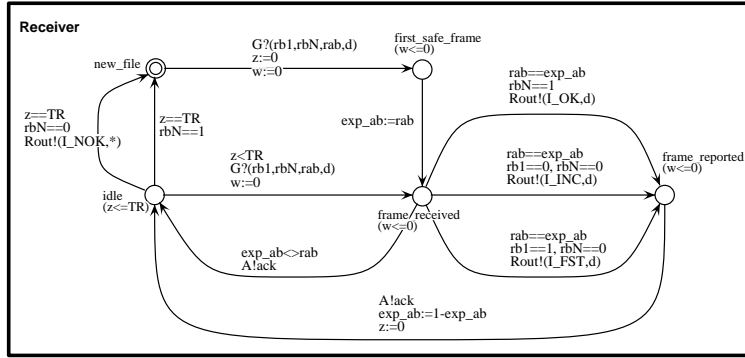 Receiver
G?(rb1,rbN,rab,d)
z:=0
w:=0
first_safe_frame
(w<=0)
new_file
z==TR
rbN==0
Rout!(I_NOK,*)
z==TR
rbN==1
exp_ab:=rab
rab==exp_ab
rbN==1
Rout!(I_OK,d)
z<TR
G?(rb1,rbN,rab,d)
w:=0
rab==exp_ab
rb1==0, rbN==0
Rout!(I_INC,d)
frame_reported
(w<=0)
idle
(z<=TR)
frame_received
(w<=0)
exp_ab<>rab
A!ack
rab==exp_ab
rb1==1, rbN==0
Rout!(I_FST,d)
A!ack
exp_ab:=1-exp_ab
z:=0